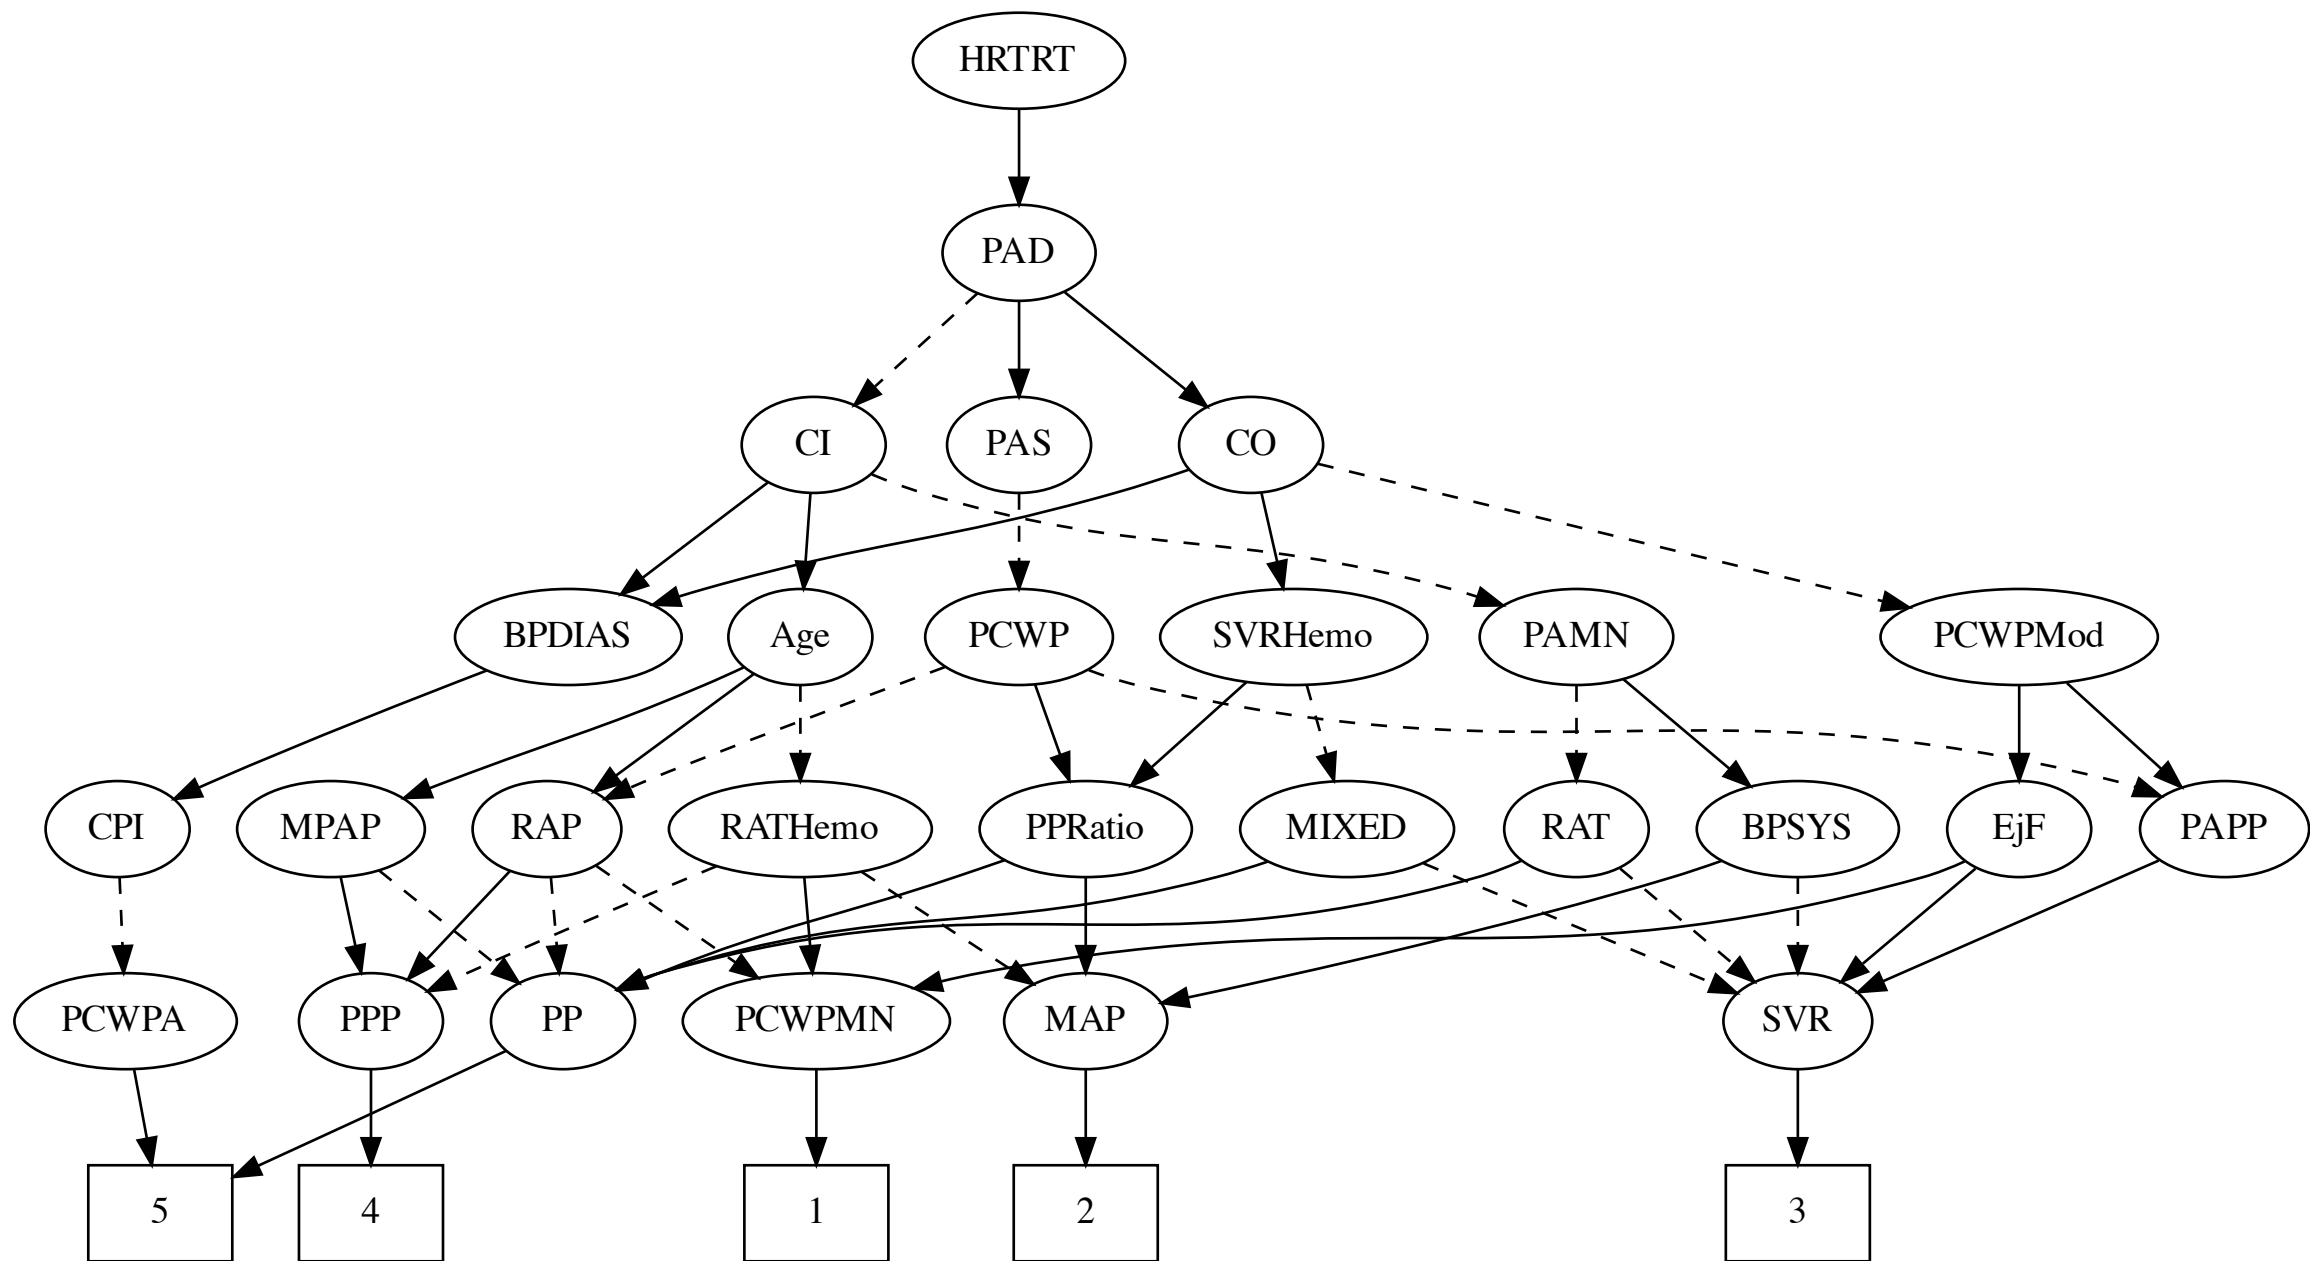 HRTRT
PAD
CI
PAS
CO
BPDIAS
Age
PCWP
SVRHemo
PAMN
PCWPMod
CPI
MPAP
RAP
RATHemo
PPRatio
MIXED
RAT
BPSYS
EjF
PAPP
PCWPA
PPP
PP
PCWPMN
MAP
SVR
5
4
1
2
3